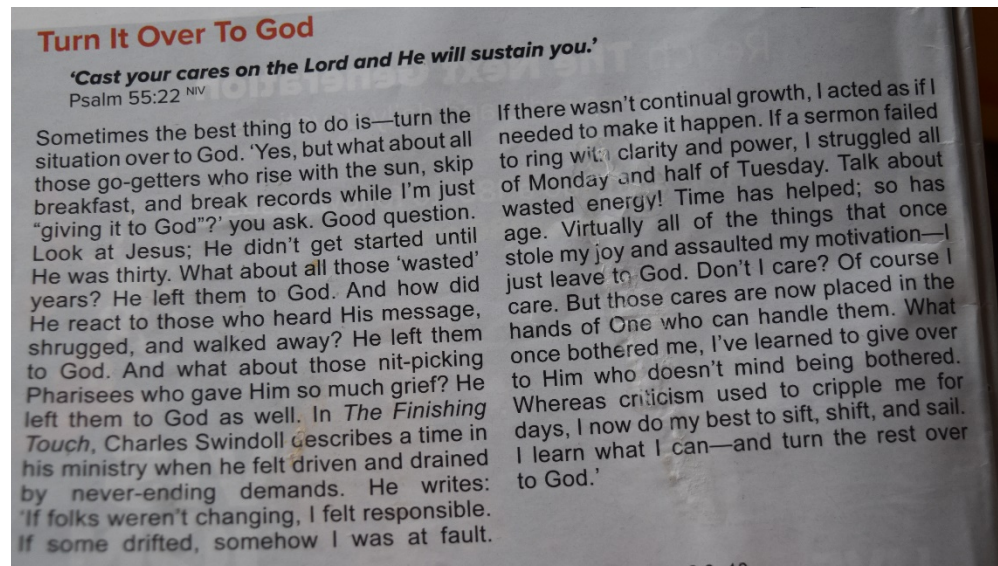 Turn It Over To God
‘Cast your cares on the Lord and He will sustain you.’
Psalm 55:22 NIV
Sometimes the best thing to do is—turn the
situation over to God. ‘Yes, but what about all
those go-getters who rise with the sun, skip
breakfast, and break records while I’m just
“giving it to God”?’ you ask. Good question.
Look at Jesus; He didn’t get started until
He was thirty. What about all those ‘wasted’
years? He left them to God. And how did
He react to those who heard His message,
shrugged, and walked away? He left them
to God. And what about those nit-picking
Pharisees who gave Him so much grief? He
left them to God as well. In The Finishing
Touch, Charles Swindoll describes a time in
his ministry when he felt driven and drained
by never-ending demands. He writes:
‘If folks weren’t changing, I felt responsible.
If some drifted, somehow I was at fault.
If there wasn’t continual growth, I acted as if I
needed to make it happen. If a sermon failed
to ring with clarity and power, I struggled all
of Monday and half of Tuesday. Talk about
wasted energy! Time has helped; so has
age. Virtually all of the things that once
stole my joy and assaulted my motivation—I
just leave to God. Don’t I care? Of course I
care. But those cares are now placed in the
hands of One who can handle them. What
once bothered me, I’ve learned to give over
to Him who doesn’t mind being bothered.
Whereas criticism used to cripple me for
days, I now do my best to sift, shift, and sail.
I learn what I can—and turn the rest over
to God.’